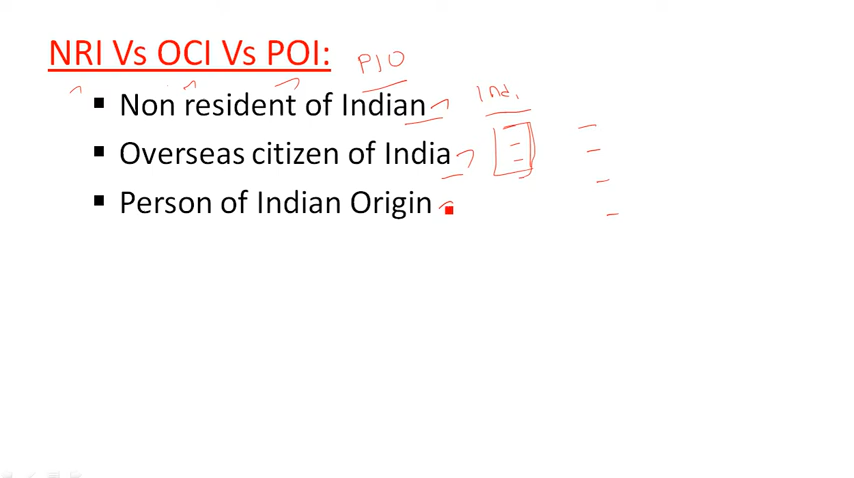 NRI Vs OCI Vs POI:
PIO
▪ Non resident of Indian
Ind.
▪ Overseas citizen of India
▪ Person of Indian Origin